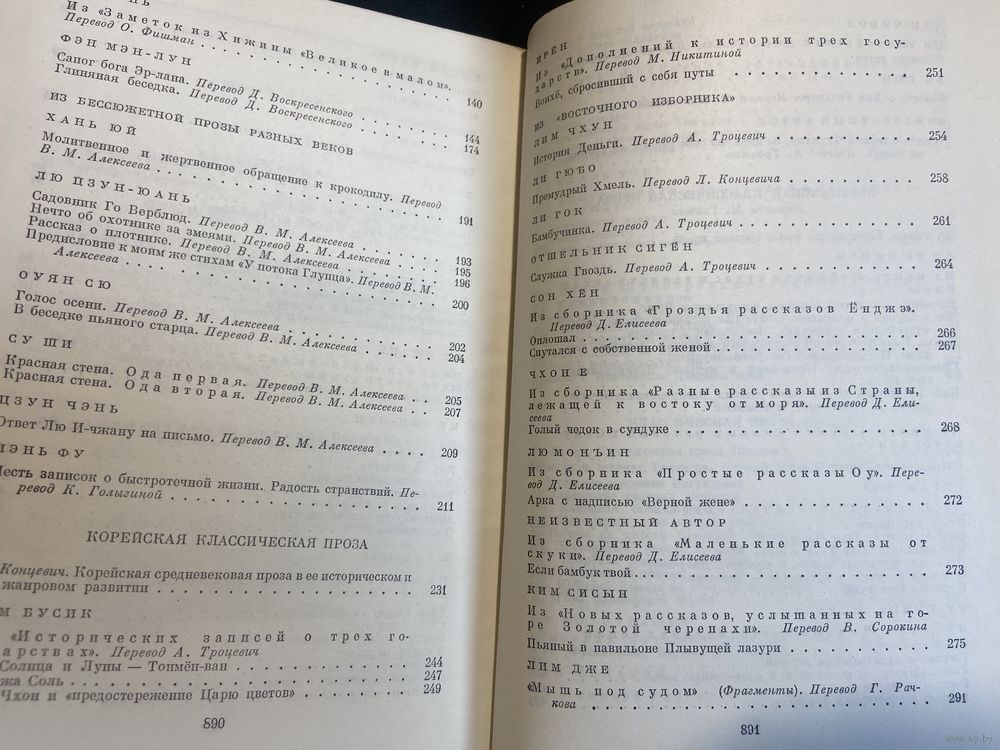 НЬ
Из «Заметок из Хижины «Великое в малом».
Перевод О. Фишман . . . . . . . . . . . . . . . 140
ФЭН МЭН-ЛУН
Сапог бога Эр-лана. Перевод Д. Воскресенского . . . . . 144
Глиняная беседка. Перевод Д. Воскресенского . . . . . 174
ИЗ БЕССЮЖЕТНОЙ ПРОЗЫ РАЗНЫХ ВЕКОВ
ХАНЬ ЮЙ
Молитвенное и жертвенное обращение к крокодилу. Перевод
В. М. Алексеева . . . . . . . . . . . . . . . 191
ЛЮ ЦЗУН-ЮАНЬ
Садовник Го Верблюд. Перевод В. М. Алексеева . . . . . 193
Нечто об охотнике за змеями. Перевод В. М. Алексеева . . . 195
Рассказ о плотнике. Перевод В. М. Алексеева . . . . . 196
Предисловие к моим же стихам «У потока Глупца». Перевод В. М.
Алексеева . . . . . . . . . . . . . . . 200
ОУЯН СЮ
Голос осени. Перевод В. М. Алексеева . . . . . . . 202
В беседке пьяного старца. Перевод В. М. Алексеева . . . . . 204
СУ ШИ
Красная стена. Ода первая. Перевод В. М. Алексеева . . . 205
Красная стена. Ода вторая. Перевод В. М. Алексеева . . . 207
ЦЗУН ЧЭНЬ
Ответ Лю И-чжану на письмо. Перевод В. М. Алексеева . . . 209
ЭНЬ ФУ
Шесть записок о быстротечной жизни. Радость странствий. Пе-
ревод К. Голыгиной . . . . . . . . . . . . . . . 211
КОРЕЙСКАЯ КЛАССИЧЕСКАЯ ПРОЗА
Концевич. Корейская средневековая проза в ее историческом и
жанровом развитии . . . . . . . . . . . . . . . 231
М БУСИК
«Исторических записей о трех го-
арствах». Перевод А. Троцевич
Солнца и Луны — Тонмён-ван . . . . . . . . . . 244
жа Соль . . . . . . . . . . . . . . . 247
Чхон и «предостережение Царю цветов» . . . . . . . . 249
890
ИРЁН
Из «Дополнений к истории трех госу-
дарств». Перевод М. Никитиной
Вонхё, сбросивший с себя путы . . . . . . . . . . 251
ИЗ «ВОСТОЧНОГО ИЗБОРНИКА»
ЛИМ ЧХУН
История Деньги. Перевод А. Троцевич . . . . . . . . 254
ЛИ ГЮБО
Премудрый Хмель. Перевод Л. Концевича . . . . . . . 258
ЛИ ГОК
Бамбучинка. Перевод А. Троцевич . . . . . . . . . . 261
ОТШЕЛЬНИК СИГЁН
Служка Гвоздь. Перевод А. Троцевич . . . . . . . . 264
СОН ХЁН
Из сборника «Гроздья рассказов Ёнджэ».
Перевод Д. Елисеева
Оплошал . . . . . . . . . . . . . . . 266
Спутался с собственной женой . . . . . . . . . . 267
ЧХОН Е
Из сборника «Разные рассказы из Страны,
лежащей к востоку от моря». Перевод Д. Ели-
сеева
Голый чедок в сундуке . . . . . . . . . . . . . 268
ЛЮ МОНЪИН
Из сборника «Простые рассказы Оу». Пере-
вод Д. Елисеева
Арка с надписью «Верной жене» . . . . . . . . . . 272
НЕИЗВЕСТНЫЙ АВТОР
Из сборника «Маленькие рассказы от
скуки». Перевод Д. Елисеева
Если бамбук твой . . . . . . . . . . . . . . . 273
КИМ СИСЫП
Из «Новых рассказов, услышанных на го-
ре Золотой черепахи». Перевод В. Сорокина
Пьяный в павильоне Плывущей лазури . . . . . . . 275
ЛИМ ДЖЕ
«Мышь под судом» (Фрагменты). Перевод Г. Рач-
кова . . . . . . . . . . . . . . . 291
891
www.ay.by